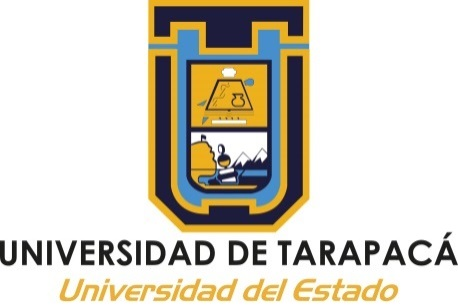 UNIVERSIDAD DE TARAPACÁ
Universidad del Estado